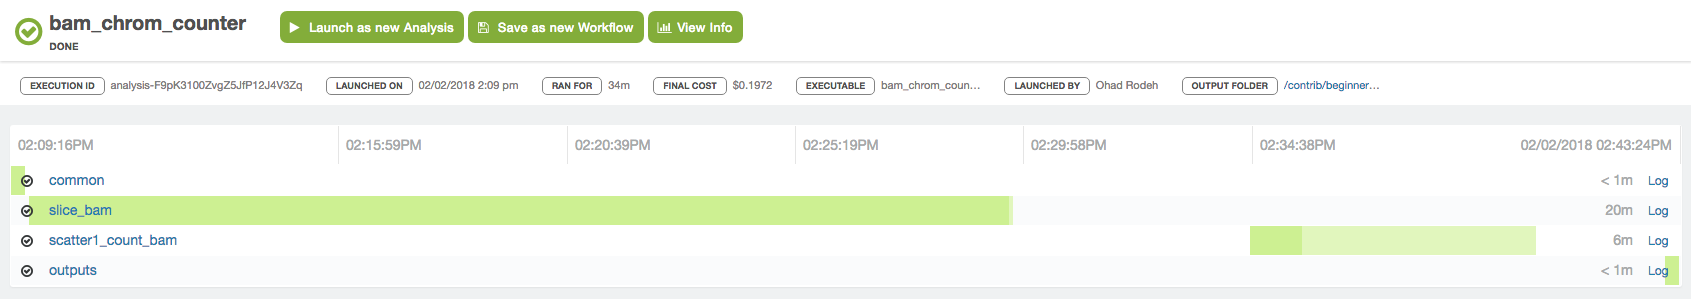 bam_chrom_counter
DONE
Launch as new Analysis Save as new Workflow View Info
EXECUTION ID analysis-F9pK3100ZvgZ5JfP12J4V3Zq LAUNCHED ON 02/02/2018 2:09 pm RAN FOR 34m FINAL COST $0.1972 EXECUTABLE bam_chrom_coun... LAUNCHED BY Ohad Rodeh OUTPUT FOLDER /contrib/beginner...
02:09:16PM 02:15:59PM 02:20:39PM 02:25:19PM 02:29:58PM 02:34:38PM 02/02/2018 02:43:24PM
common < 1m Log
slice_bam 20m Log
scatter1_count_bam 6m Log
outputs < 1m Log